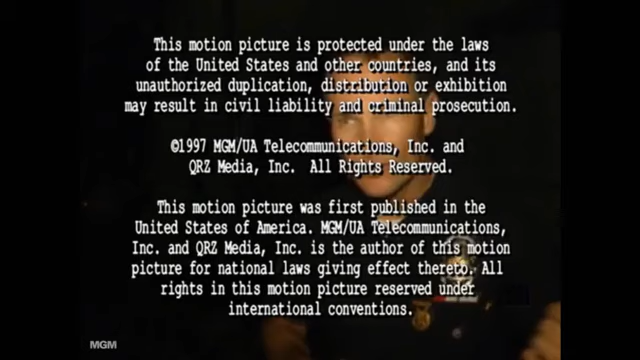 This motion picture is protected under the laws
of the United States and other countries, and its
unauthorized duplication, distribution or exhibition
may result in civil liability and criminal prosecution.
©1997 MGM/UA Telecommunications, Inc. and
QRZ Media, Inc. All Rights Reserved.
This motion picture was first published in the
United States of America. MGM/UA Telecommunications,
Inc. and QRZ Media, Inc. is the author of this motion
picture for national laws giving effect thereto. All
rights in this motion picture reserved under
international conventions.
MGM